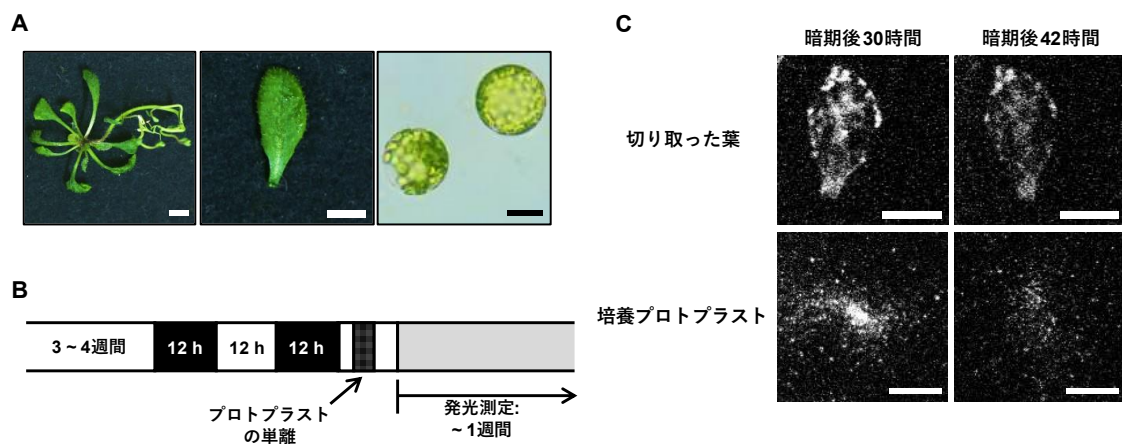 A
B
3 ~ 4週間
12 h
12 h
12 h
プロトプラスト
の単離
発光測定:
~ 1週間
C
暗期後30時間
暗期後42時間
切り取った葉
培養プロトプラスト